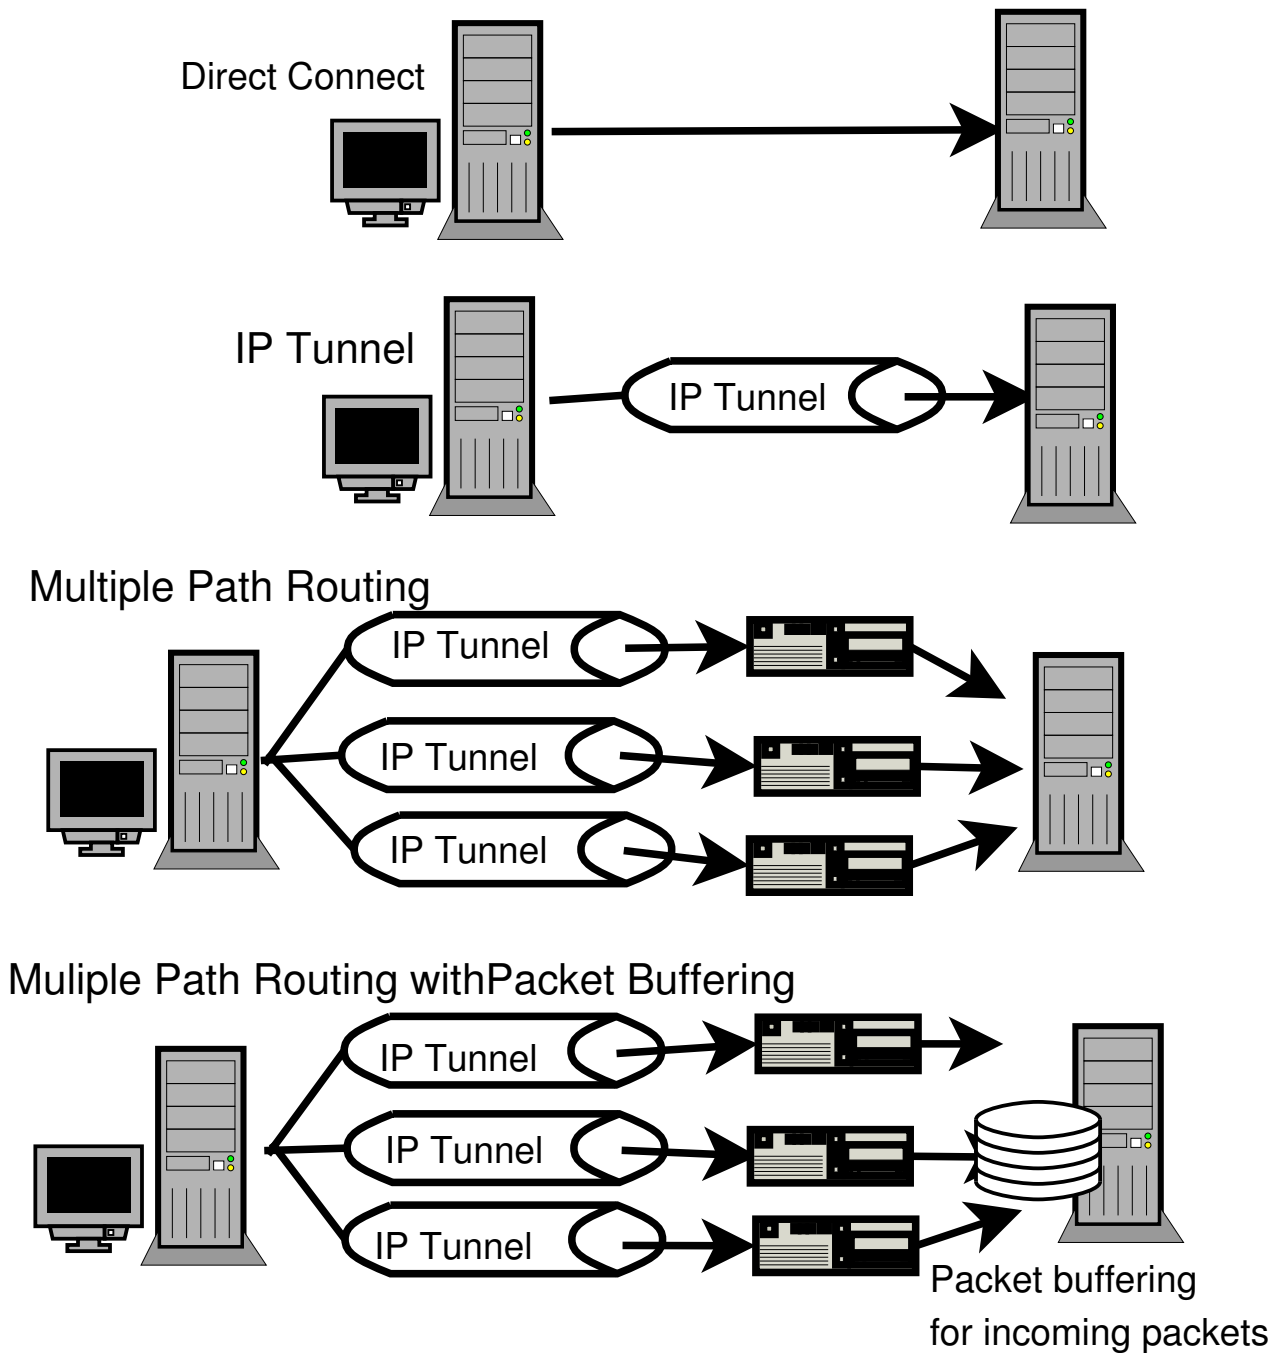 Direct Connect
IP Tunnel
IP Tunnel
Multiple Path Routing
IP Tunnel
IP Tunnel
IP Tunnel
Muliple Path Routing withPacket Buffering
IP Tunnel
IP Tunnel
IP Tunnel
Packet buffering
for incoming packets